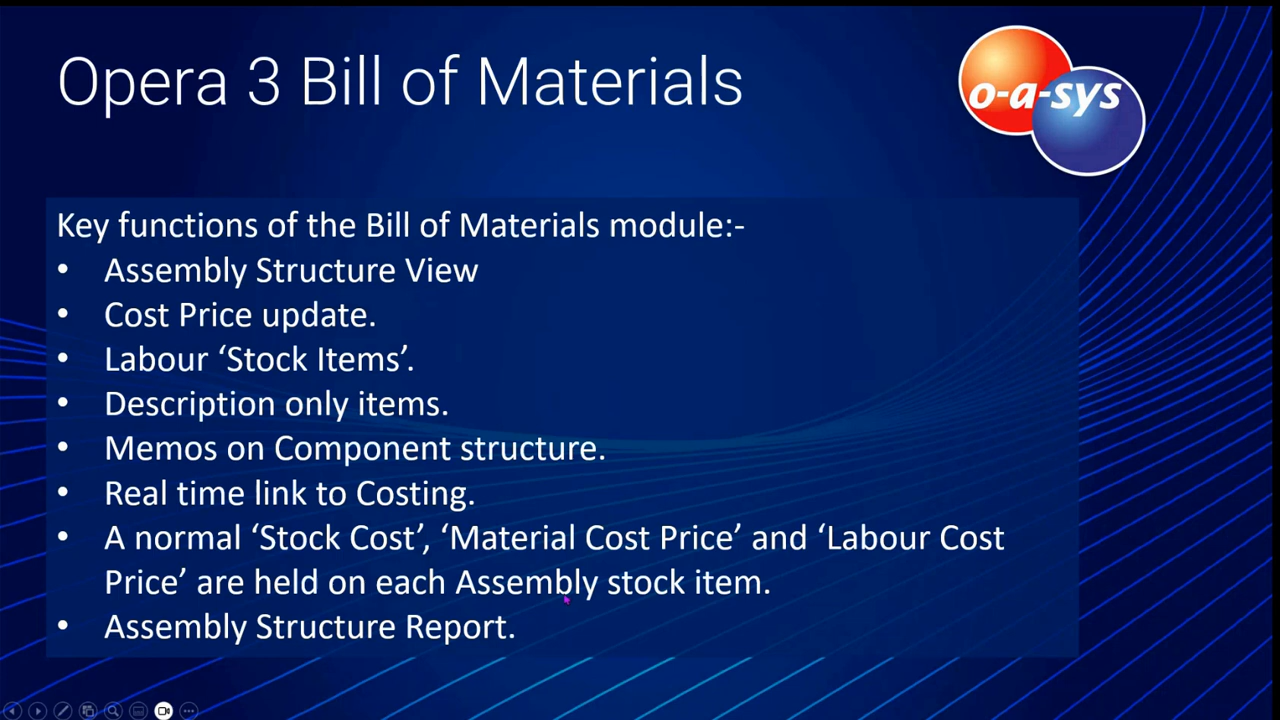 Opera 3 Bill of Materials
o-a-sys
Key functions of the Bill of Materials module:-
• Assembly Structure View
• Cost Price update.
• Labour ‘Stock Items’.
• Description only items.
• Memos on Component structure.
• Real time link to Costing.
• A normal ‘Stock Cost’, ‘Material Cost Price’ and ‘Labour Cost
Price’ are held on each Assembly stock item.
• Assembly Structure Report.